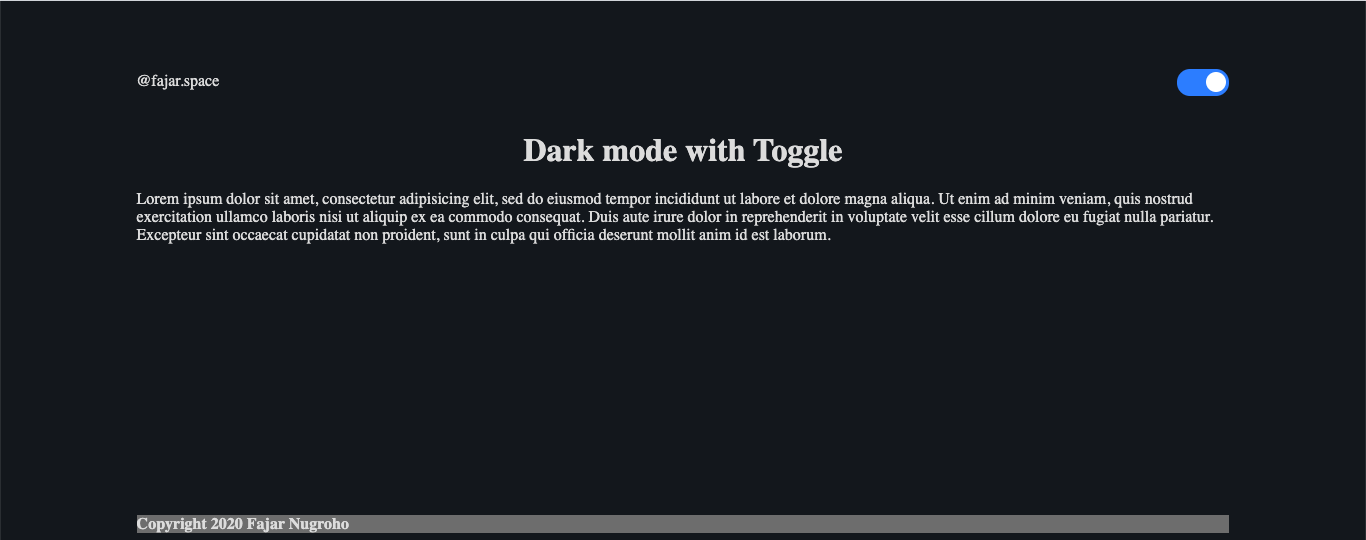 @fajar.space
Dark mode with Toggle
Lorem ipsum dolor sit amet, consectetur adipisicing elit, sed do eiusmod tempor incididunt ut labore et dolore magna aliqua. Ut enim ad minim veniam, quis nostrud
exercitation ullamco laboris nisi ut aliquip ex ea commodo consequat. Duis aute irure dolor in reprehenderit in voluptate velit esse cillum dolore eu fugiat nulla pariatur.
Excepteur sint occaecat cupidatat non proident, sunt in culpa qui officia deserunt mollit anim id est laborum.
Copyright 2020 Fajar Nugroho